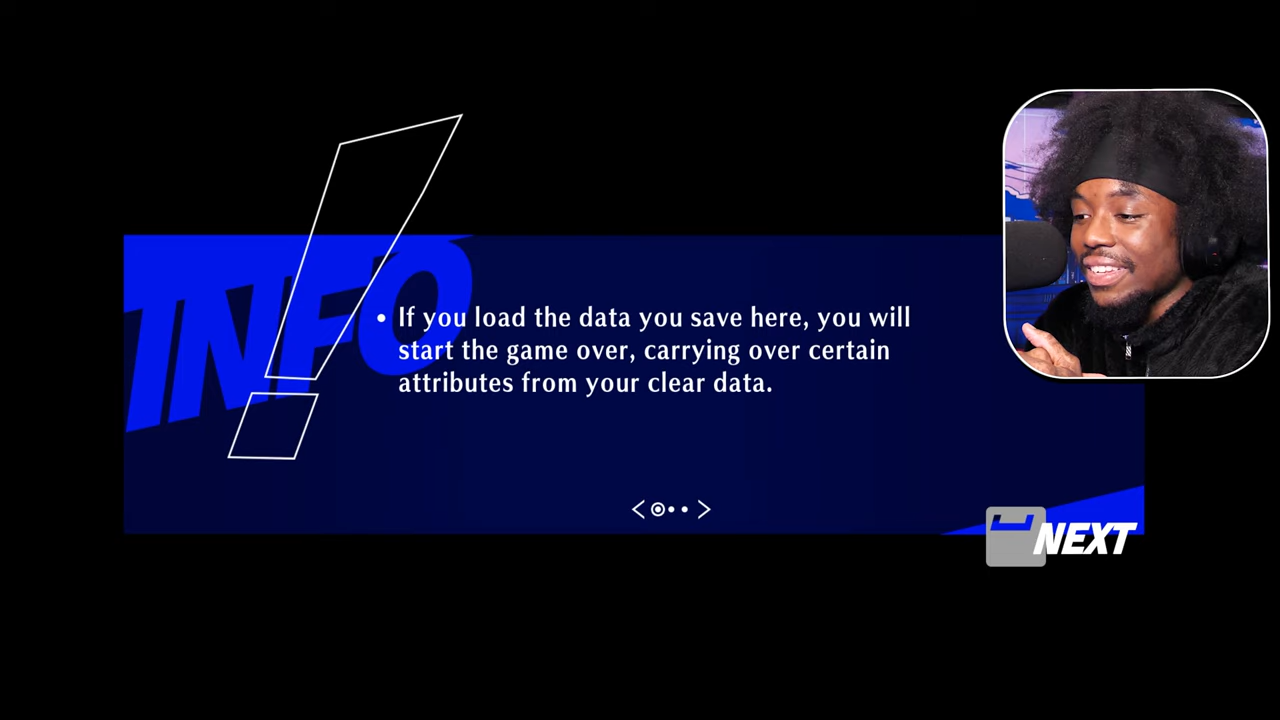 INFO
• If you load the data you save here, you will
start the game over, carrying over certain
attributes from your clear data.
NEXT